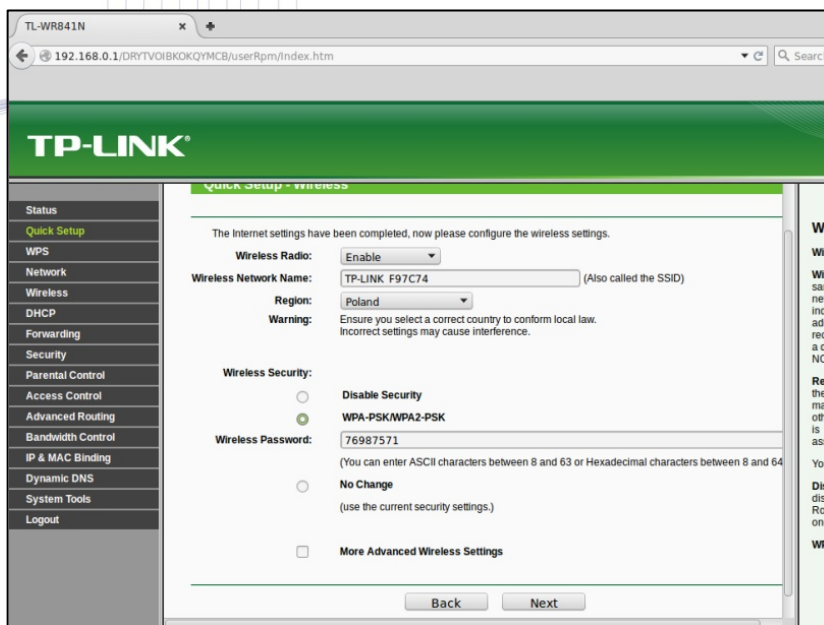 TL-WR841N
192.168.0.1/DRYTVOIBKOKQYMCB/userRpm/Index.htm
Search
TP-LINK®
Quick Setup - Wireless
Status
Quick Setup
WPS
Network
Wireless
DHCP
Forwarding
Security
Parental Control
Access Control
Advanced Routing
Bandwidth Control
IP & MAC Binding
Dynamic DNS
System Tools
Logout
The Internet settings have been completed, now please configure the wireless settings.
Wireless Radio: Enable
Wireless Network Name: TP-LINK F97C74 (Also called the SSID)
Region: Poland
Warning: Ensure you select a correct country to conform local law.
Incorrect settings may cause interference.
Wireless Security:
Disable Security
WPA-PSK/WPA2-PSK
Wireless Password: 76987571
(You can enter ASCII characters between 8 and 63 or Hexadecimal characters between 8 and 64
No Change
(use the current security settings.)
More Advanced Wireless Settings
Back Next